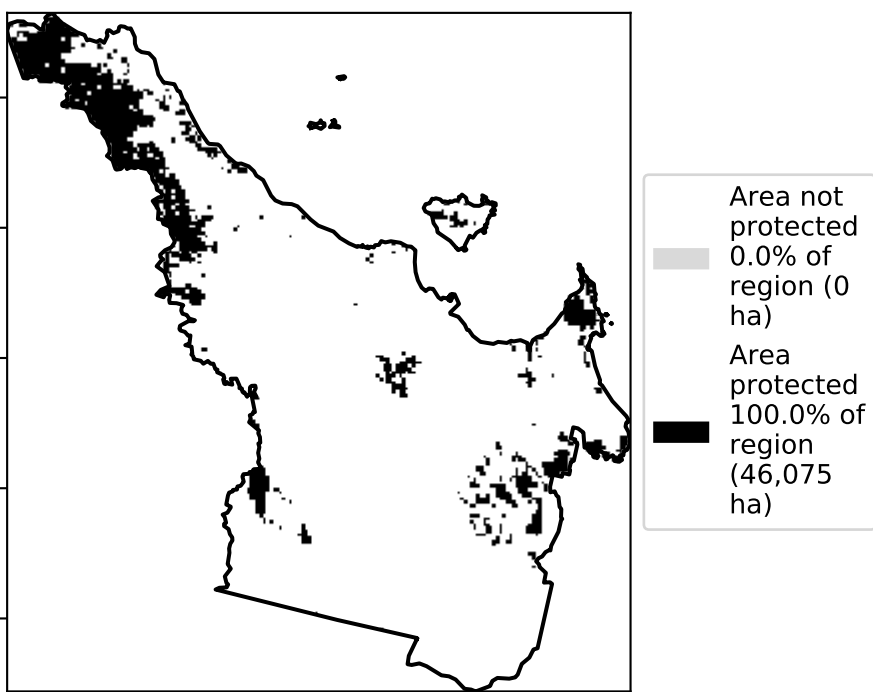 Area not
protected
0.0% of
region (0
ha)
Area
protected
100.0% of
region
(46,075
ha)